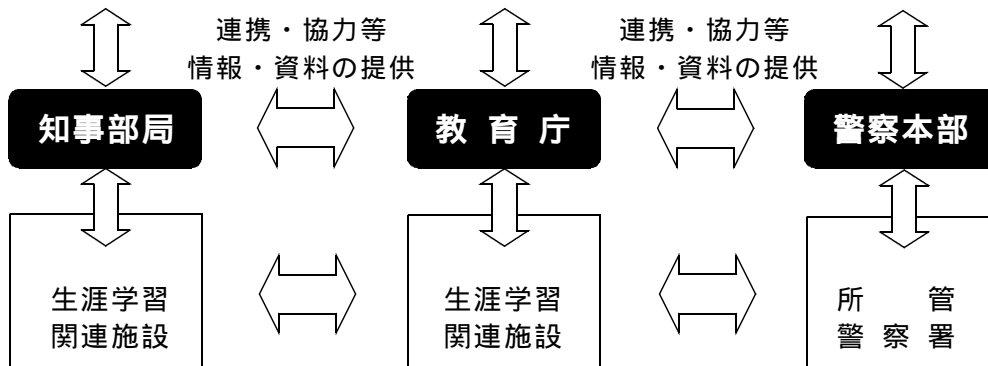 連携・協力等
情報・資料の提供
連携・協力等
情報・資料の提供
知事部局
教 育 庁
警察本部
生涯学習
関連施設
生涯学習
関連施設
所 管
警 察 署